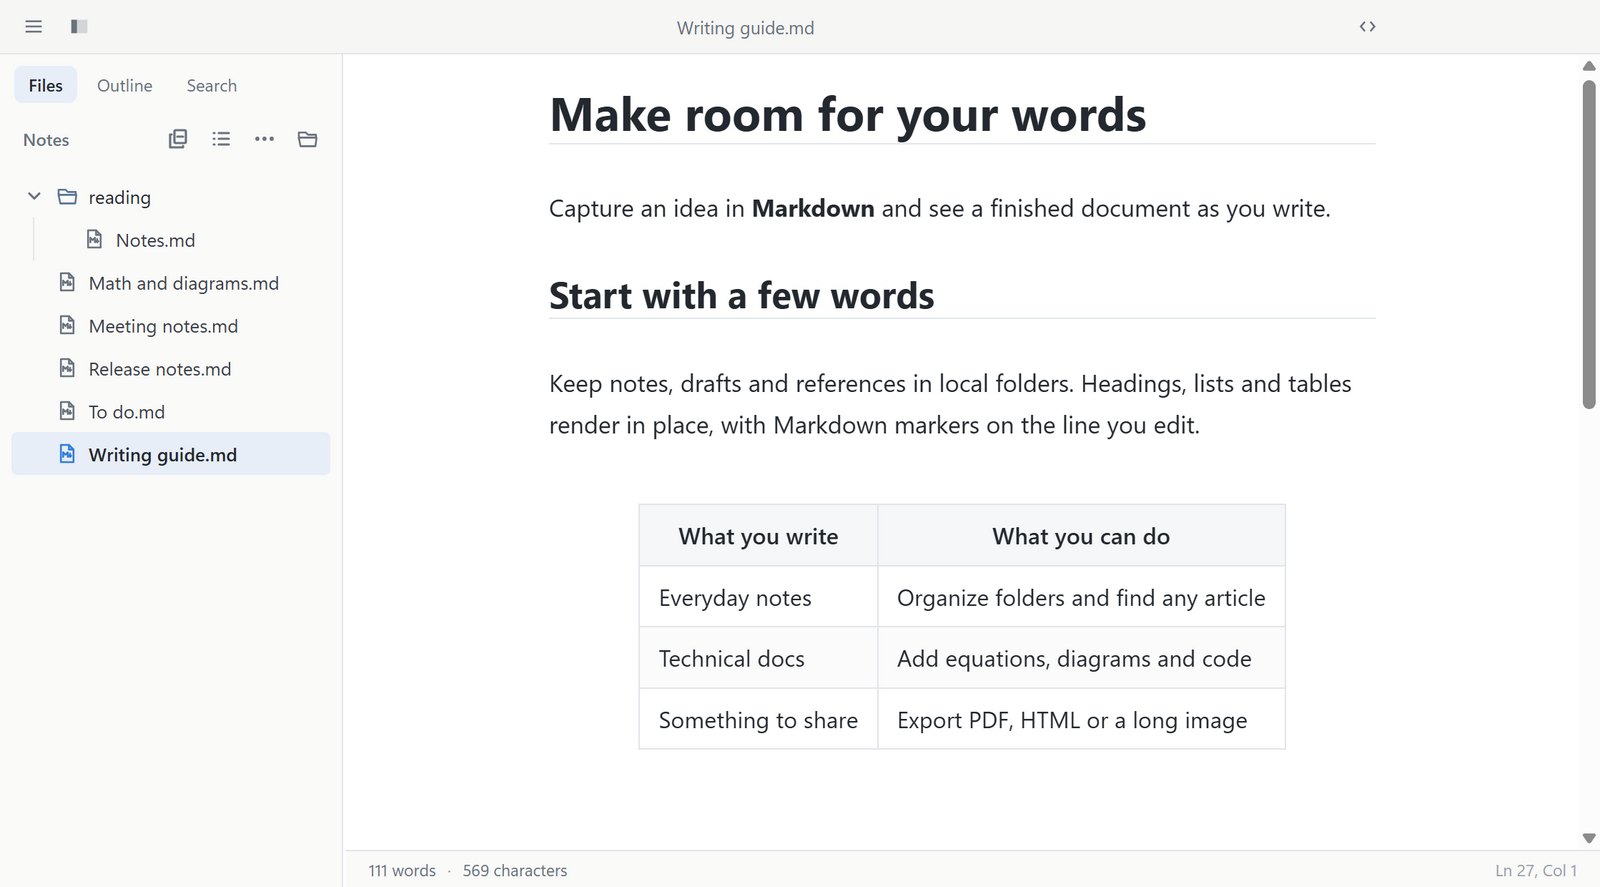 Writing guide.md
Files Outline Search
Notes
reading
Notes.md
Math and diagrams.md
Meeting notes.md
Release notes.md
To do.md
Writing guide.md
Make room for your words
Capture an idea in Markdown and see a finished document as you write.
Start with a few words
Keep notes, drafts and references in local folders. Headings, lists and tables
render in place, with Markdown markers on the line you edit.
What you write What you can do
Everyday notes Organize folders and find any article
Technical docs Add equations, diagrams and code
Something to share Export PDF, HTML or a long image
111 words · 569 characters
Ln 27, Col 1